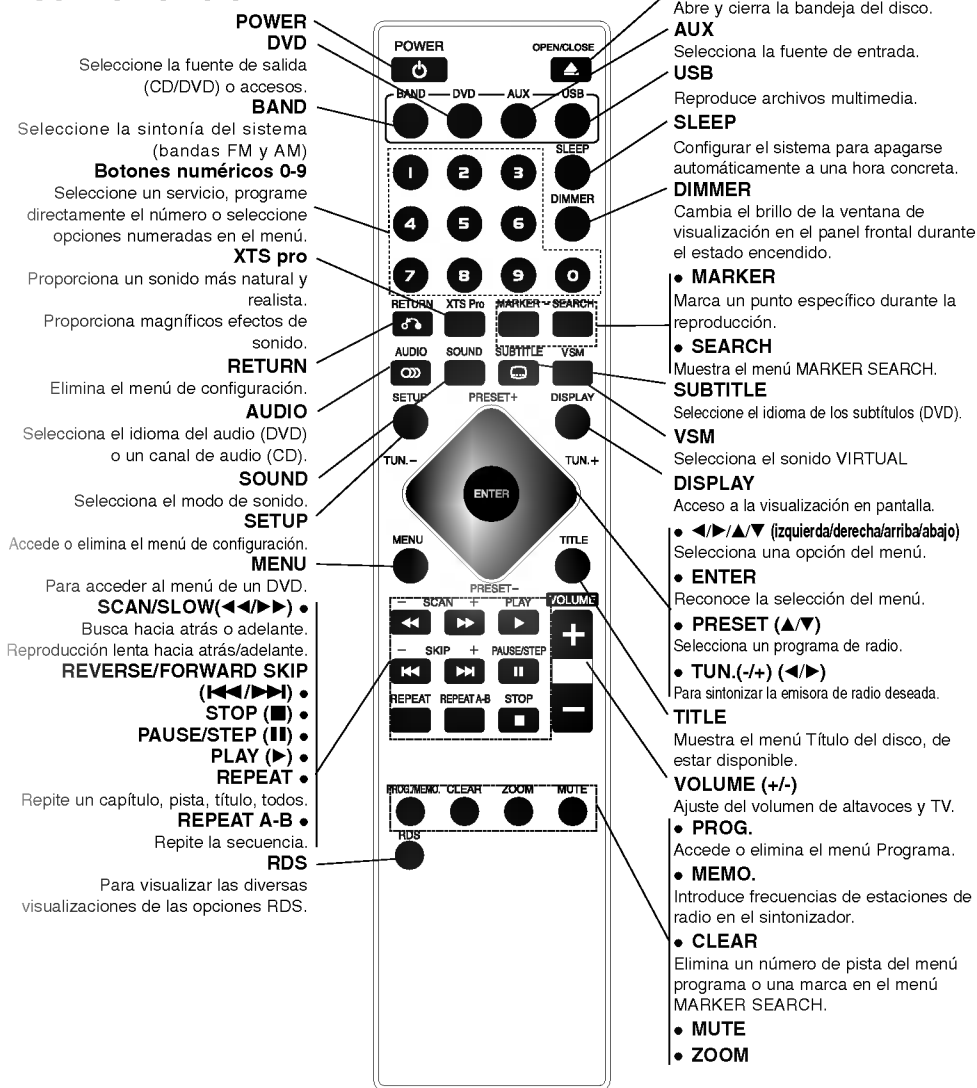 POWER
DVD
Seleccione la fuente de salida
(CD/DVD) o accesos.
BAND
Seleccione la sintonía del sistema
(bandas FM y AM)
Botones numéricos 0-9
Seleccione un servicio, programe
directamente el número o seleccione
opciones numeradas en el menú.
XTS pro
Proporciona un sonido más natural y
realista.
Proporciona magníficos efectos de
sonido.
RETURN
Elimina el menú de configuración.
AUDIO
Selecciona el idioma del audio (DVD)
o un canal de audio (CD).
SOUND
Selecciona el modo de sonido.
SETUP
Accede o elimina el menú de configuración.
MENU
Para acceder al menú de un DVD.
SCAN/SLOW(◄◄/►►) •
Busca hacia atrás o adelante.
Reproducción lenta hacia atrás/adelante.
REVERSE/FORWARD SKIP
(I◄◄/►►I) •
STOP (■) •
PAUSE/STEP (II) •
PLAY (►) •
REPEAT •
Repite un capítulo, pista, título, todos.
REPEAT A-B •
Repite la secuencia.
RDS
Para visualizar las diversas
visualizaciones de las opciones RDS.
POWER OPEN/CLOSE
BAND DVD AUX USB
SLEEP
1 2 3
DIMMER
4 5 6
7 8 9 0
RETURN XTS Pro MARKER SEARCH
AUDIO SOUND SUBTITLE VSM
SETUP PRESET+ DISPLAY
TUN.- TUN.+
ENTER
MENU TITLE
PRESET-
- SCAN + PLAY VOLUME
◄◄ ►► ► +
- SKIP + PAUSE/STEP
I◄◄ ►►I II
REPEAT REPEAT A-B STOP -
■
PROG./MEMO. CLEAR ZOOM MUTE
RDS
Abre y cierra la bandeja del disco.
AUX
Selecciona la fuente de entrada.
USB
Reproduce archivos multimedia.
SLEEP
Configurar el sistema para apagarse
automáticamente a una hora concreta.
DIMMER
Cambia el brillo de la ventana de
visualización en el panel frontal durante
el estado encendido.
• MARKER
Marca un punto específico durante la
reproducción.
• SEARCH
Muestra el menú MARKER SEARCH.
SUBTITLE
Seleccione el idioma de los subtítulos (DVD).
VSM
Selecciona el sonido VIRTUAL
DISPLAY
Acceso a la visualización en pantalla.
• ◄/►/▲/▼ (izquierda/derecha/arriba/abajo)
Selecciona una opción del menú.
• ENTER
Reconoce la selección del menú.
• PRESET (▲/▼)
Selecciona un programa de radio.
• TUN.(-/+) (◄/►)
Para sintonizar la emisora de radio deseada.
TITLE
Muestra el menú Título del disco, de
estar disponible.
VOLUME (+/-)
Ajuste del volumen de altavoces y TV.
• PROG.
Accede o elimina el menú Programa.
• MEMO.
Introduce frecuencias de estaciones de
radio en el sintonizador.
• CLEAR
Elimina un número de pista del menú
programa o una marca en el menú
MARKER SEARCH.
• MUTE
• ZOOM